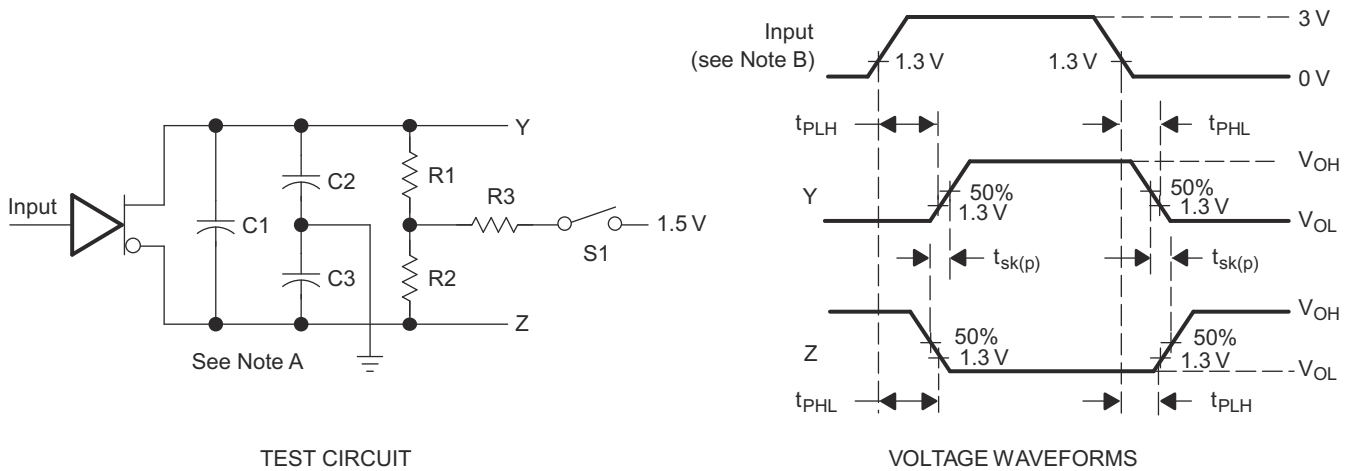 Input
Y
Z
C1
C2
C3
R1
R2
R3
S1
1.5 V
See Note A
TEST CIRCUIT
Input
(see Note B)
1.3 V
1.3 V
3 V
0 V
tPLH
tPHL
Y
50%
1.3 V
50%
1.3 V
VOH
VOL
tsk(p)
tsk(p)
Z
50%
1.3 V
50%
1.3 V
VOH
VOL
tPHL
tPLH
VOLTAGE WAVEFORMS